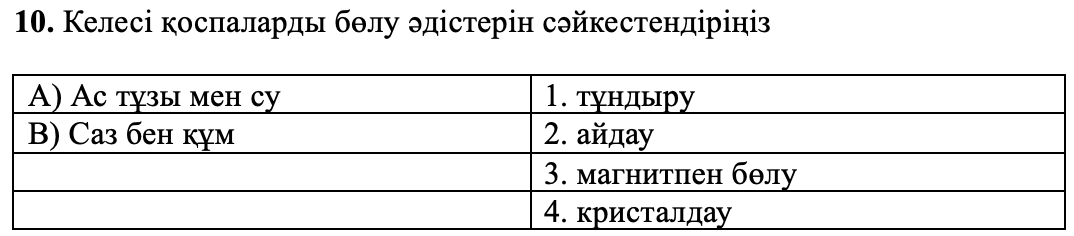 10. Келесі қоспаларды бөлу әдістерін сәйкестендіріңіз
А) Ас тұзы мен су 1. тұндыру
В) Саз бен құм 2. айдау
3. магнитпен бөлу
4. кристалдау